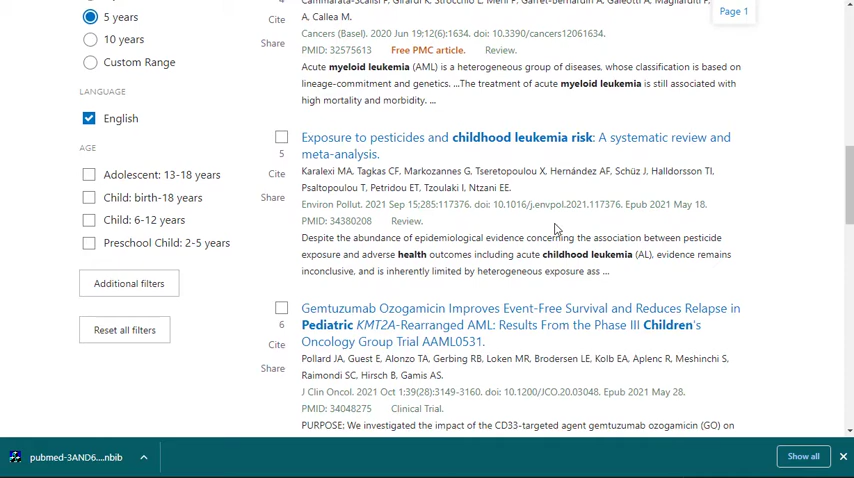 5 years
10 years
Custom Range
LANGUAGE
English
AGE
Adolescent: 13-18 years
Child: birth-18 years
Child: 6-12 years
Preschool Child: 2-5 years
Additional filters
Reset all filters
Page 1
Cite
Share
A, Callea M.
Cancers (Basel). 2020 Jun 19;12(6):1634. doi: 10.3390/cancers12061634.
PMID: 32575613 Free PMC article. Review.
Acute myeloid leukemia (AML) is a heterogeneous group of diseases, whose classification is based on
lineage-commitment and genetics. ...The treatment of acute myeloid leukemia is still associated with
high mortality and morbidity. ...
5
Cite
Share
Exposure to pesticides and childhood leukemia risk: A systematic review and
meta-analysis.
Karalexi MA, Tagkas CF, Markozannes G, Tseretopoulou X, Hernández AF, Schüz J, Halldorsson TI,
Psaltopoulou T, Petridou ET, Tzoulaki I, Ntzani EE.
Environ Pollut. 2021 Sep 15;285:117376. doi: 10.1016/j.envpol.2021.117376. Epub 2021 May 18.
PMID: 34380208 Review.
Despite the abundance of epidemiological evidence concerning the association between pesticide
exposure and adverse health outcomes including acute childhood leukemia (AL), evidence remains
inconclusive, and is inherently limited by heterogeneous exposure ass ...
6
Cite
Share
Gemtuzumab Ozogamicin Improves Event-Free Survival and Reduces Relapse in
Pediatric KMT2A-Rearranged AML: Results From the Phase III Children's
Oncology Group Trial AAML0531.
Pollard JA, Guest E, Alonzo TA, Gerbing RB, Loken MR, Brodersen LE, Kolb EA, Aplenc R, Meshinchi S,
Raimondi SC, Hirsch B, Gamis AS.
J Clin Oncol. 2021 Oct 1;39(28):3149-3160. doi: 10.1200/JCO.20.03048. Epub 2021 May 28.
PMID: 34048275 Clinical Trial.
PURPOSE: We investigated the impact of the CD33-targeted agent gemtuzumab ozogamicin (GO) on
pubmed-3AND6....nbib
Show all